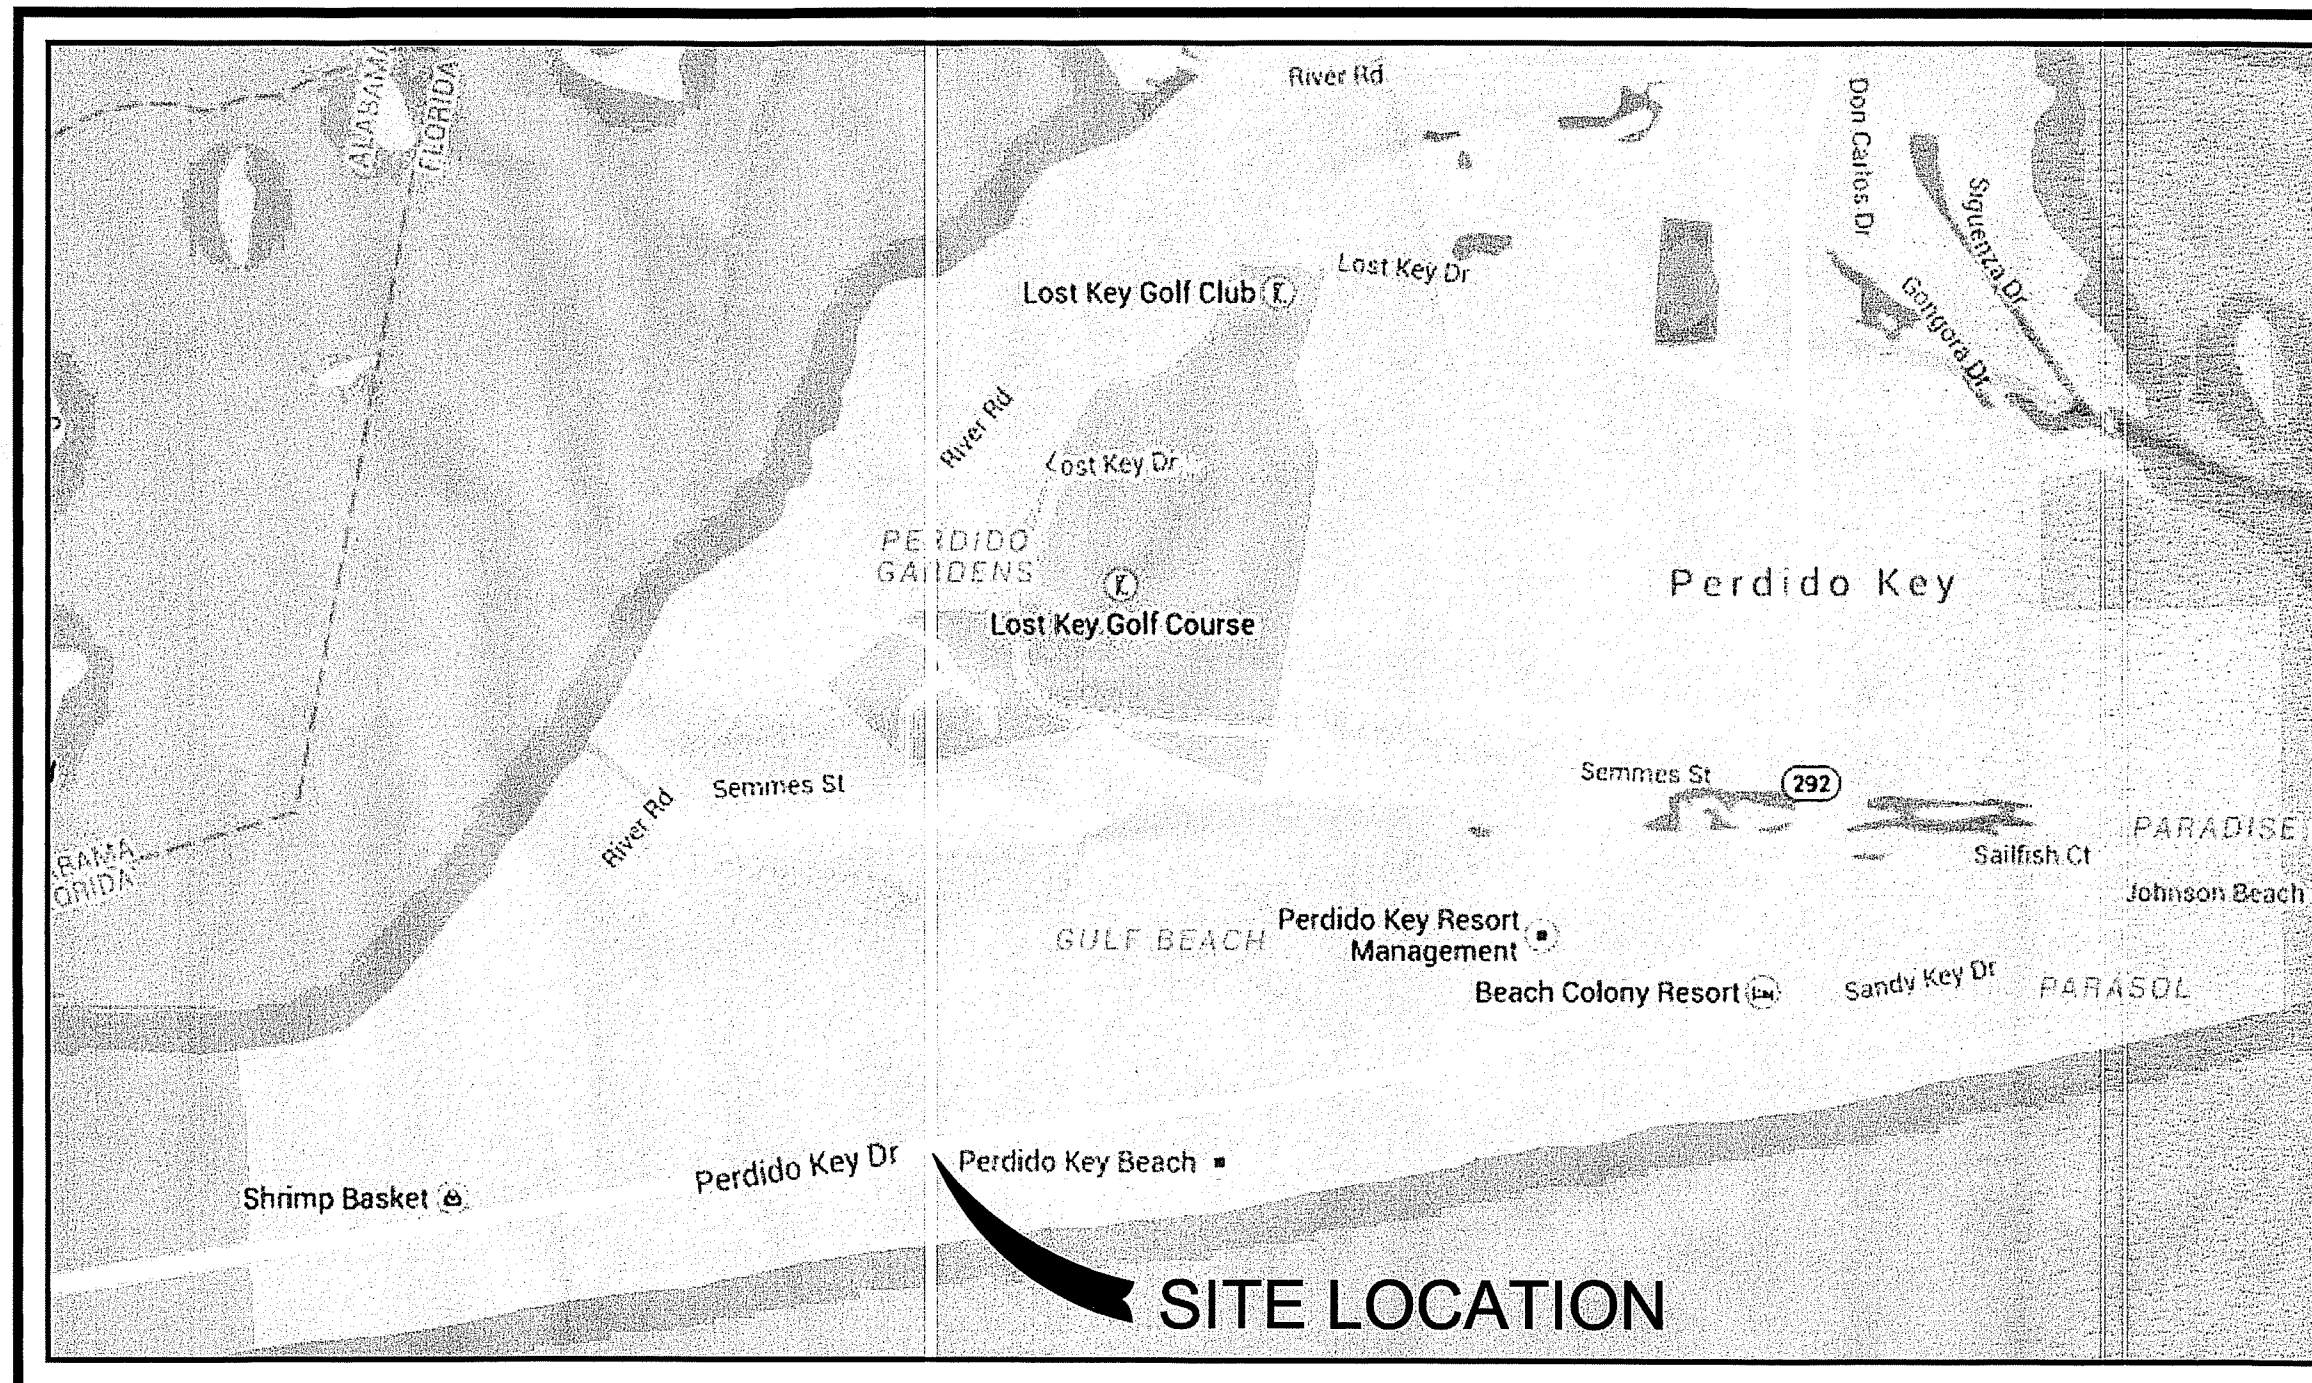 River Rd
ALABAMA
FLORIDA
Don Carlos Dr
Siguenza Dr
Gongora Dr
Lost Key Golf Club
Lost Key Dr
River Rd
Lost Key Dr
PERDIDO
GARDENS
Perdido Key
Lost Key Golf Course
Semmes St
292
Semmes St
River Rd
PARADISE
Sailfish Ct
BAMA
ORIDA
Johnson Beach
GULF BEACH
Perdido Key Resort
Management
Beach Colony Resort
Sandy Key Dr
PARASOL
Perdido Key Dr
Perdido Key Beach
Shrimp Basket
SITE LOCATION